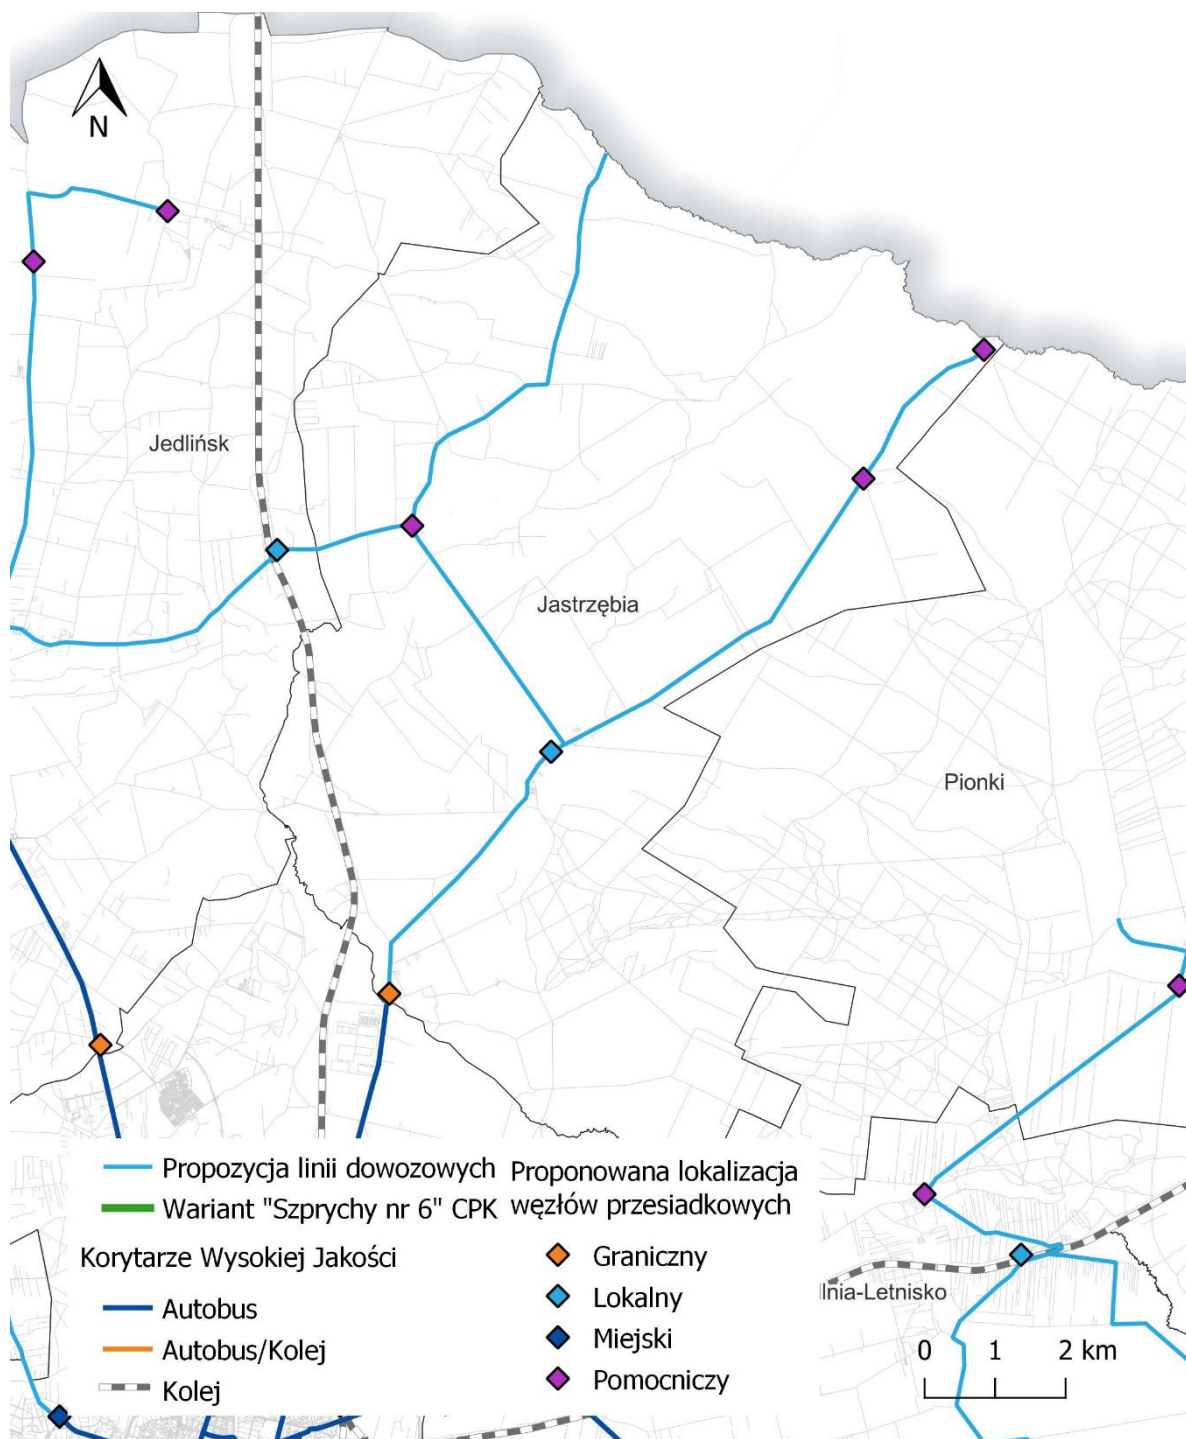 N
Jedlińsk
Jastrzębia
Pionki
Propozycja linii dowozowych
Wariant "Szprychy nr 6" CPK
Korytarze Wysokiej Jakości
Autobus
Autobus/Kolej
Kolej
Proponowana lokalizacja
węzłów przesiadkowych
Graniczny
Lokalny
Miejski
Pomocniczy
lnia-Letnisko
0 1 2 km